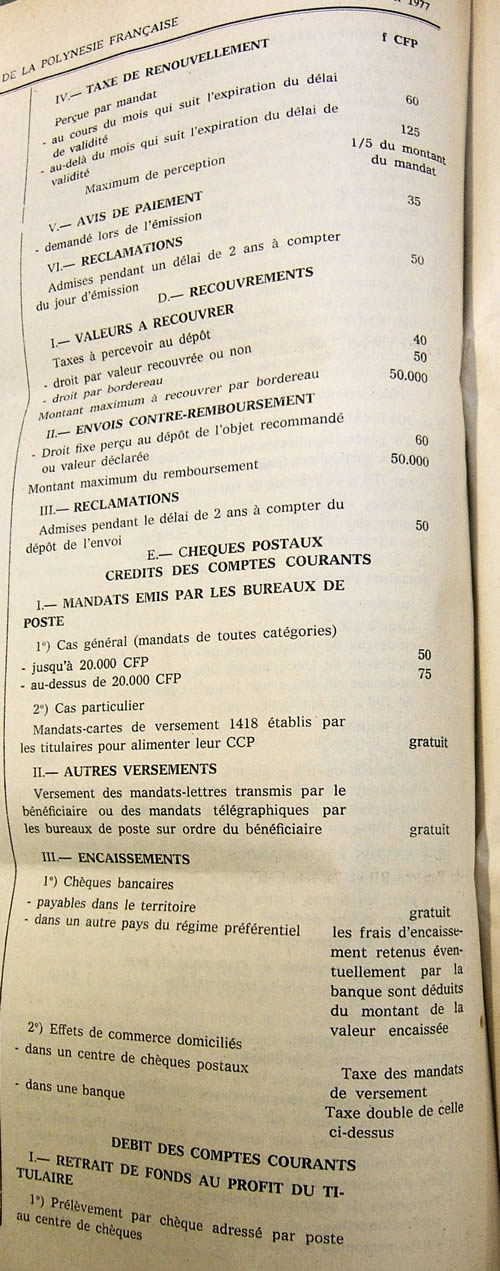 DE LA POLYNESIE FRANÇAISE
1977
f CFP
IV.— TAXE DE RENOUVELLEMENT
Perçue par mandat
- au cours du mois qui suit l'expiration du délai
de validité
60
- au-delà du mois qui suit l'expiration du délai de
validité
125
Maximum de perception
1/5 du montant
du mandat
V.— AVIS DE PAIEMENT
- demandé lors de l'émission
35
VI.— RECLAMATIONS
Admises pendant un délai de 2 ans à compter
du jour d'émission
50
D.— RECOUVREMENTS
I.— VALEURS A RECOUVRER
Taxes à percevoir au dépôt
- droit par valeur recouvrée ou non
40
- droit par bordereau
50
Montant maximum à recouvrer par bordereau
50.000
II.— ENVOIS CONTRE-REMBOURSEMENT
- Droit fixe perçu au dépôt de l'objet recommandé
ou valeur déclarée
60
Montant maximum du remboursement
50.000
III.— RECLAMATIONS
Admises pendant le délai de 2 ans à compter du
dépôt de l'envoi
50
E.— CHEQUES POSTAUX
CREDITS DES COMPTES COURANTS
I.— MANDATS EMIS PAR LES BUREAUX DE
POSTE
1°) Cas général (mandats de toutes catégories)
- jusqu'à 20.000 CFP
50
- au-dessus de 20.000 CFP
75
2°) Cas particulier
Mandats-cartes de versement 1418 établis par
les titulaires pour alimenter leur CCP
gratuit
II.— AUTRES VERSEMENTS
Versement des mandats-lettres transmis par le
bénéficiaire ou des mandats télégraphiques par
les bureaux de poste sur ordre du bénéficiaire
gratuit
III.— ENCAISSEMENTS
1°) Chèques bancaires
- payables dans le territoire
gratuit
- dans un autre pays du régime préférentiel
les frais d'encaisse-
ment retenus éven-
tuellement par la
banque sont déduits
du montant de la
valeur encaissée
2°) Effets de commerce domiciliés
- dans un centre de chèques postaux
Taxe des mandats
de versement
- dans une banque
Taxe double de celle
ci-dessus
DEBIT DES COMPTES COURANTS
I.— RETRAIT DE FONDS AU PROFIT DU TI-
TULAIRE
1°) Prélèvement par chèque adressé par poste
au centre de chèques